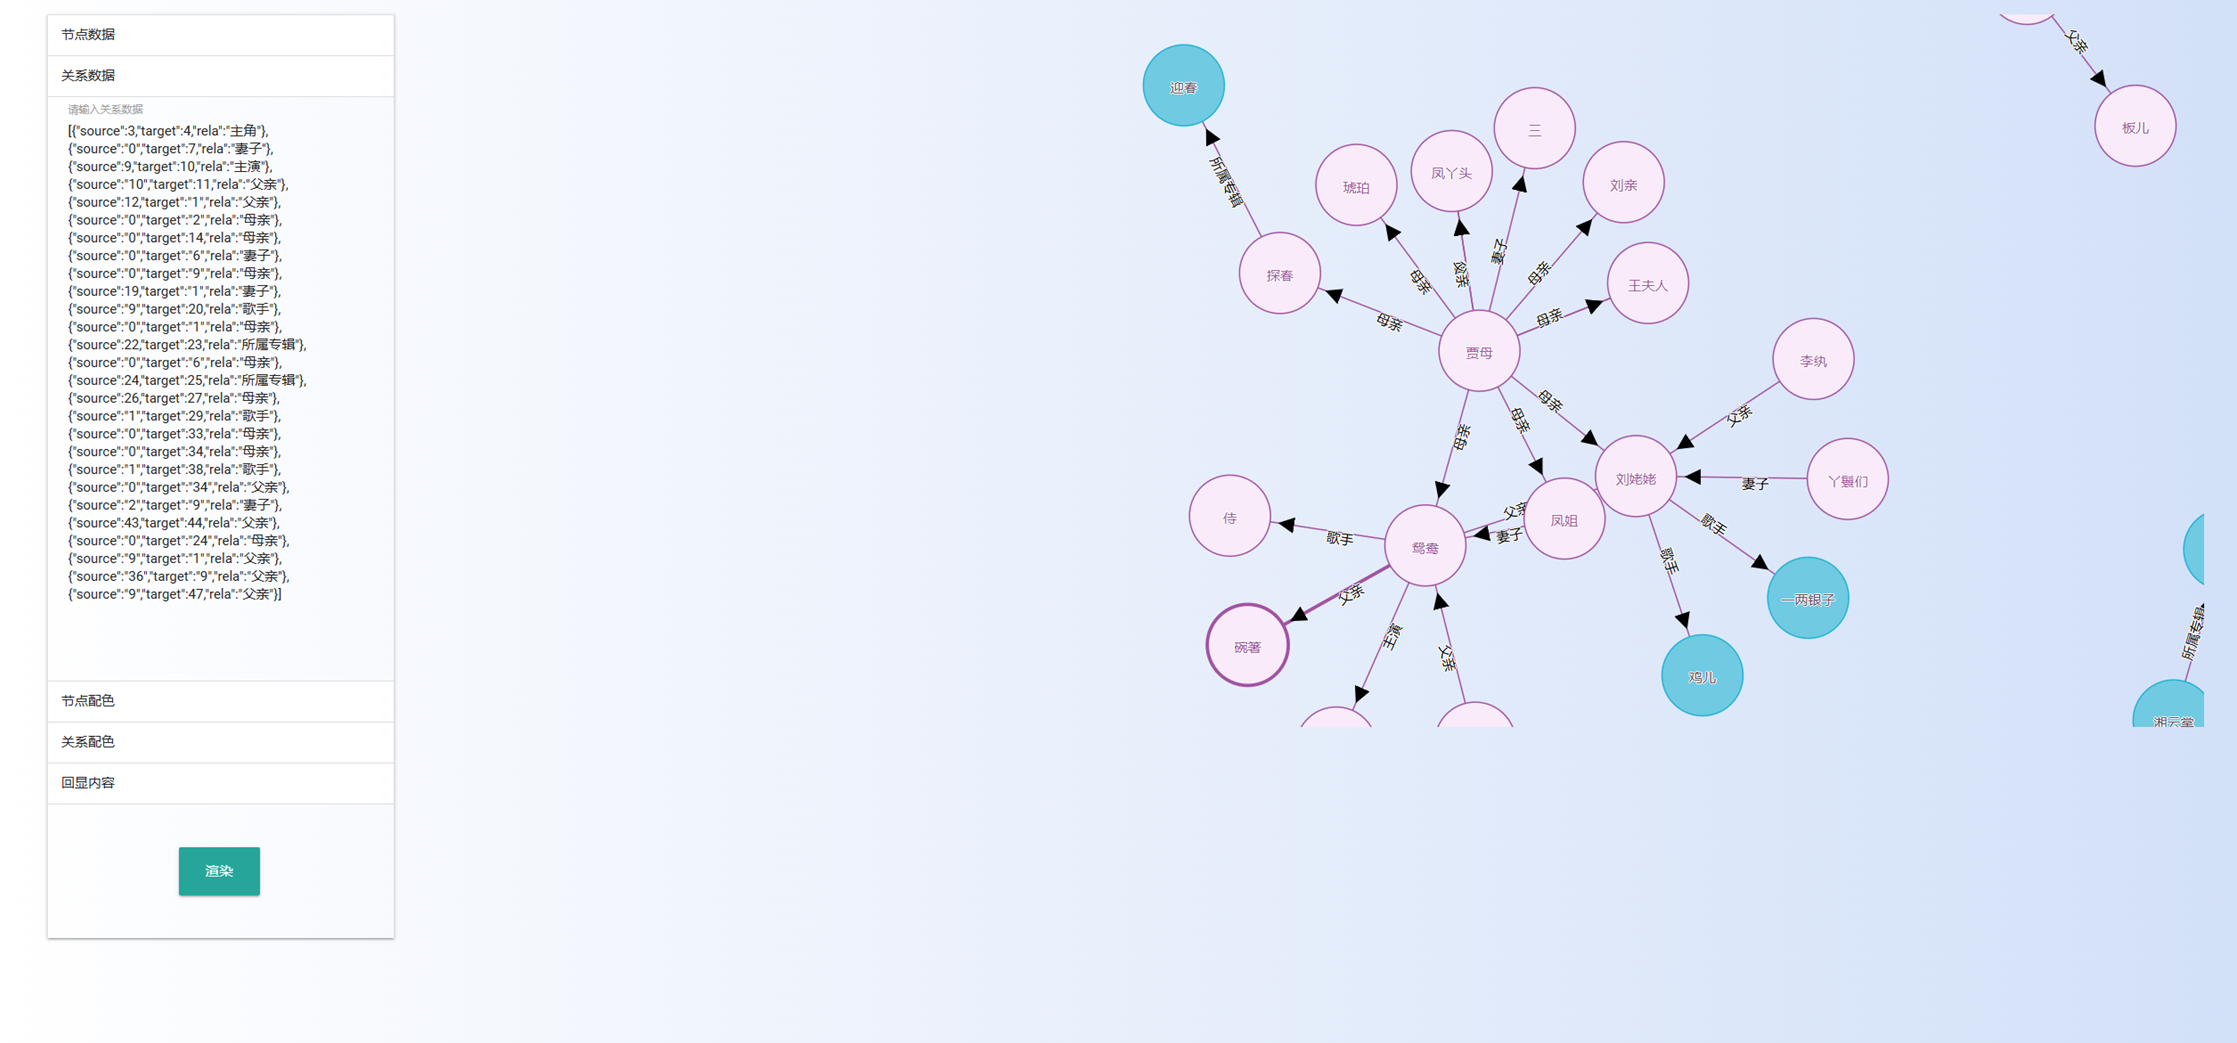 节点数据
关系数据
请输入关系数据
[{"source":3,"target":4,"rela":"主角"},
{"source":"0","target":7,"rela":"妻子"},
{"source":9,"target":10,"rela":"主演"},
{"source":"10","target":11,"rela":"父亲"},
{"source":12,"target":"1","rela":"父亲"},
{"source":"0","target":"2","rela":"母亲"},
{"source":"0","target":14,"rela":"母亲"},
{"source":"0","target":"6","rela":"妻子"},
{"source":"0","target":"9","rela":"母亲"},
{"source":19,"target":"1","rela":"妻子"},
{"source":"9","target":20,"rela":"歌手"},
{"source":"0","target":"1","rela":"母亲"},
{"source":22,"target":23,"rela":"所属专辑"},
{"source":"0","target":"6","rela":"母亲"},
{"source":24,"target":25,"rela":"所属专辑"},
{"source":26,"target":27,"rela":"母亲"},
{"source":"1","target":29,"rela":"歌手"},
{"source":"0","target":33,"rela":"母亲"},
{"source":"0","target":34,"rela":"母亲"},
{"source":"1","target":38,"rela":"歌手"},
{"source":"0","target":"34","rela":"父亲"},
{"source":"2","target":"9","rela":"妻子"},
{"source":43,"target":44,"rela":"父亲"},
{"source":"0","target":"24","rela":"母亲"},
{"source":"9","target":"1","rela":"父亲"},
{"source":"36","target":"9","rela":"父亲"},
{"source":"9","target":47,"rela":"父亲"}]
节点配色
关系配色
回显内容
渲染
父亲
板儿
迎春
所属专辑
三
凤丫头
琥珀
刘亲
探春
王夫人
母亲
母亲
妻子
母亲
母亲
贾母
李纨
母亲
母亲
母亲
父亲
刘姥姥
妻子
丫鬟们
侍
歌手
鸳鸯
父亲
妻子
凤姐
歌手
歌手
一两银子
鸡儿
父亲
碗箸
主演
父亲
所属专辑
湘云掌